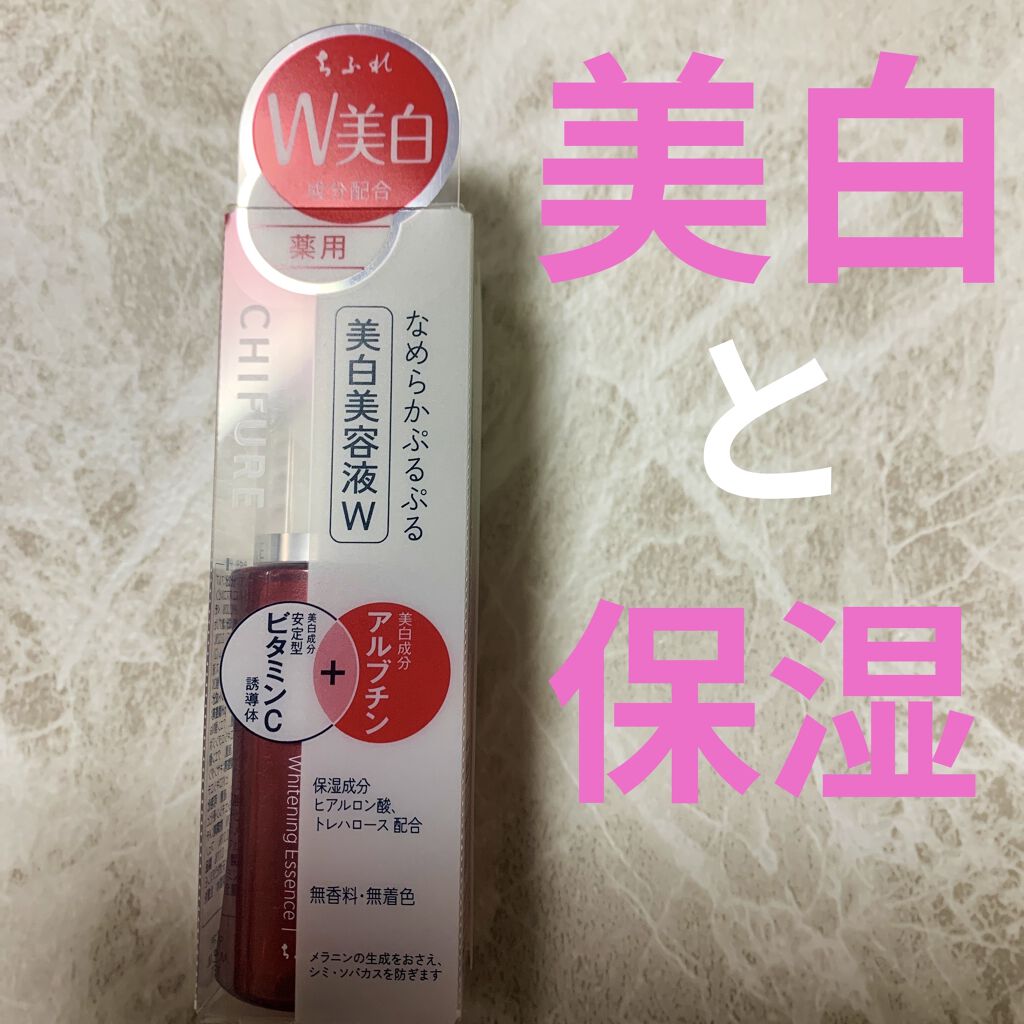 ちふれ
W美白
成分配合
薬用
CHIFURE
なめらかぷるぷる
美白美容液W
美白成分
安定型
ビタミンC
誘導体
+
美白成分
アルブチン
Whitening Essence
保湿成分
ヒアルロン酸、
トレハロース 配合
無香料・無着色
メラニンの生成をおさえ、
シミ・ソバカスを防ぎます
美白
と
保湿